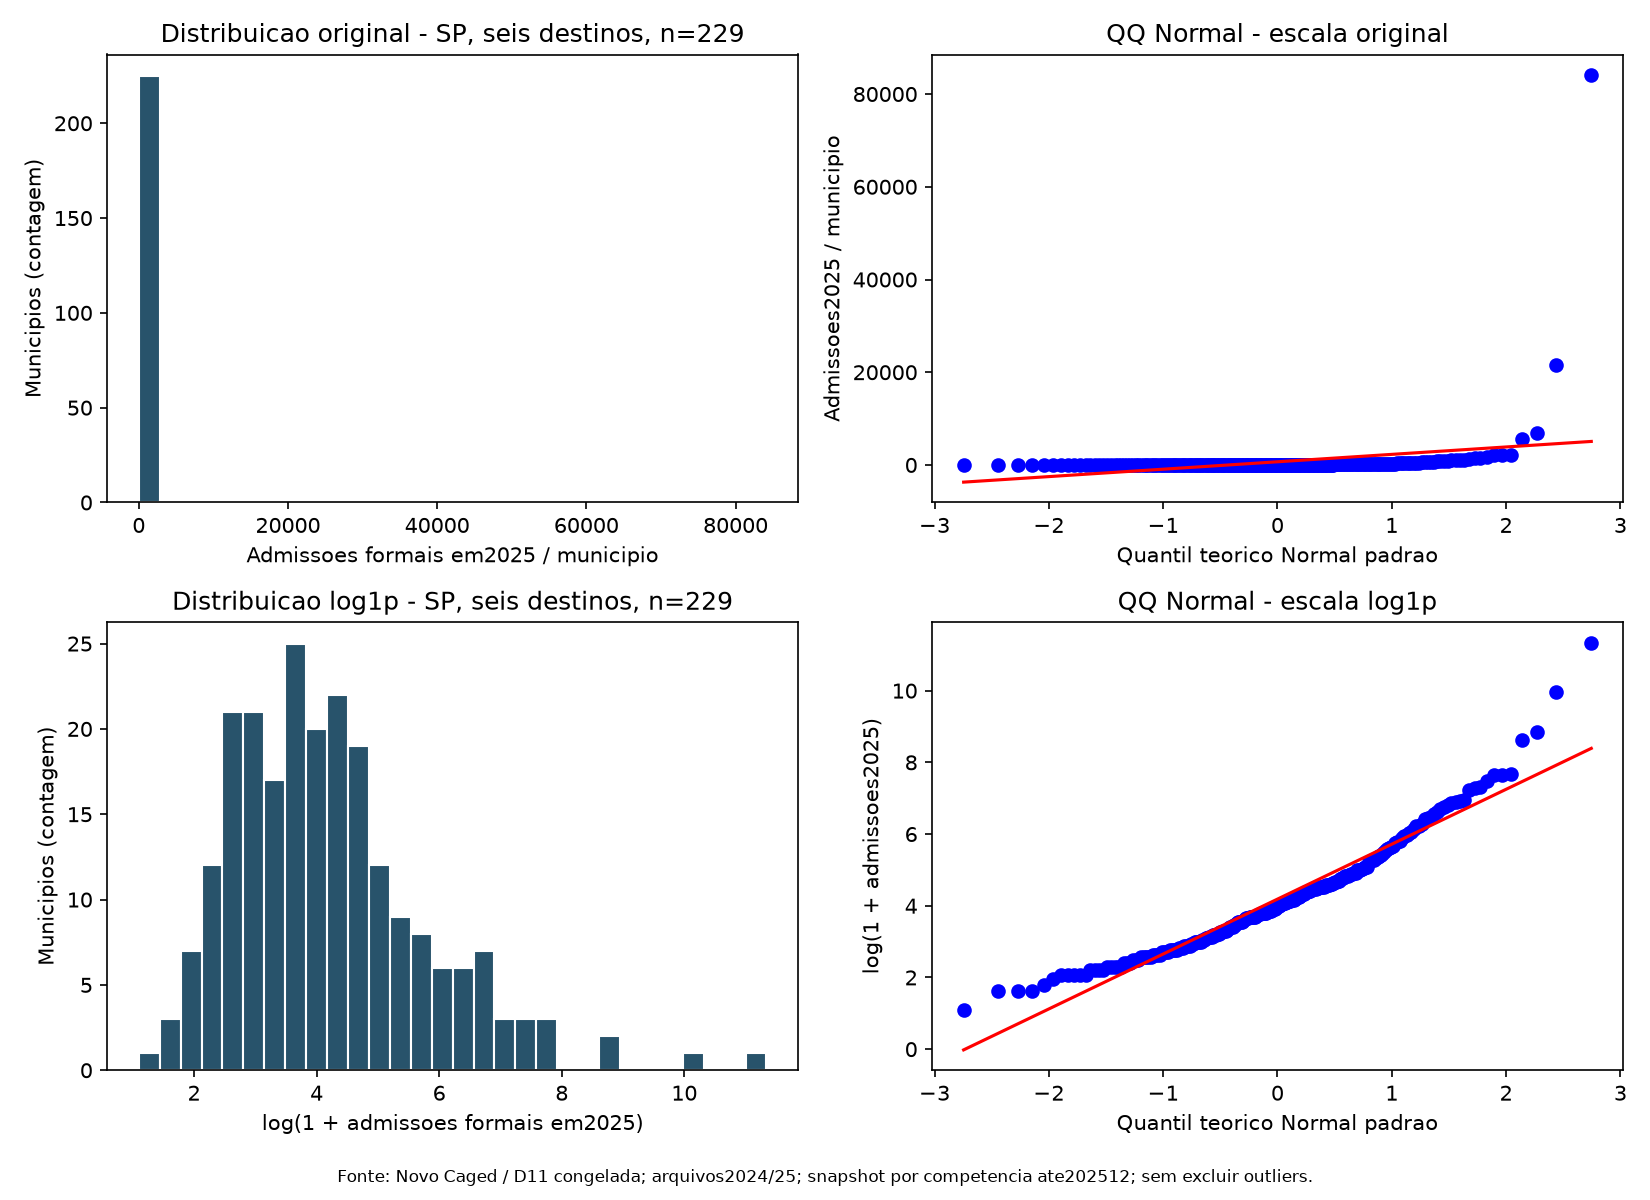 Distribuicao original - SP, seis destinos, n=229
Municipios (contagem)
200
150
100
50
0
0 20000 40000 60000 80000
Admissoes formais em2025 / municipio
QQ Normal - escala original
Admissoes2025 / municipio
80000
60000
40000
20000
0
−3 −2 −1 0 1 2 3
Quantil teorico Normal padrao
Distribuicao log1p - SP, seis destinos, n=229
Municipios (contagem)
25
20
15
10
5
0
2 4 6 8 10
log(1 + admissoes formais em2025)
QQ Normal - escala log1p
log(1 + admissoes2025)
10
8
6
4
2
0
−3 −2 −1 0 1 2 3
Quantil teorico Normal padrao
Fonte: Novo Caged / D11 congelada; arquivos2024/25; snapshot por competencia ate202512; sem excluir outliers.